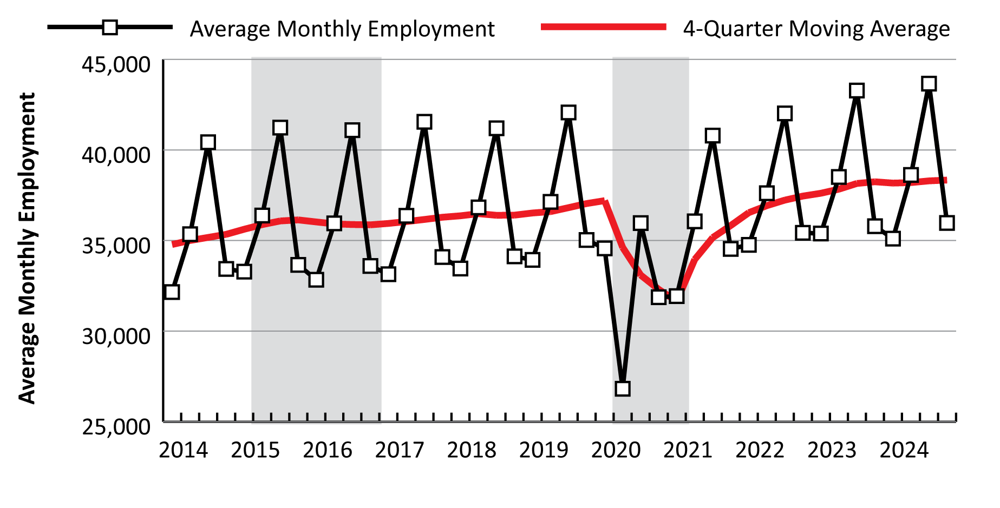 Average Monthly Employment
4-Quarter Moving Average
Average Monthly Employment
45,000
40,000
35,000
30,000
25,000
2014 2015 2016 2017 2018 2019 2020 2021 2022 2023 2024